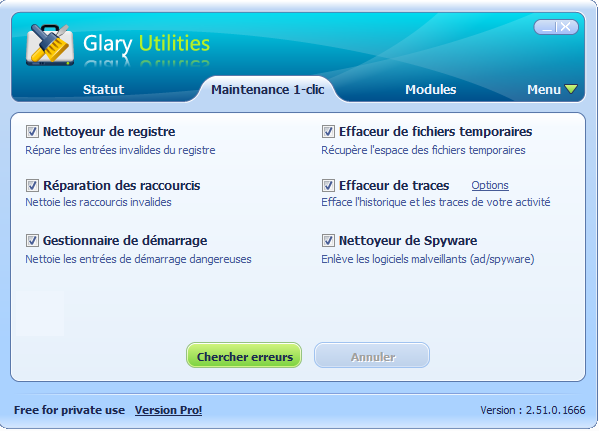 Glary Utilities
Statut
Maintenance 1-clic
Modules
Menu
Nettoyeur de registre
Répare les entrées invalides du registre
Effaceur de fichiers temporaires
Récupère l'espace des fichiers temporaires
Réparation des raccourcis
Nettoie les raccourcis invalides
Effaceur de traces Options
Efface l'historique et les traces de votre activité
Gestionnaire de démarrage
Nettoie les entrées de démarrage dangereuses
Nettoyeur de Spyware
Enlève les logiciels malveillants (ad/spyware)
Chercher erreurs
Annuler
Free for private use Version Pro!
Version : 2.51.0.1666